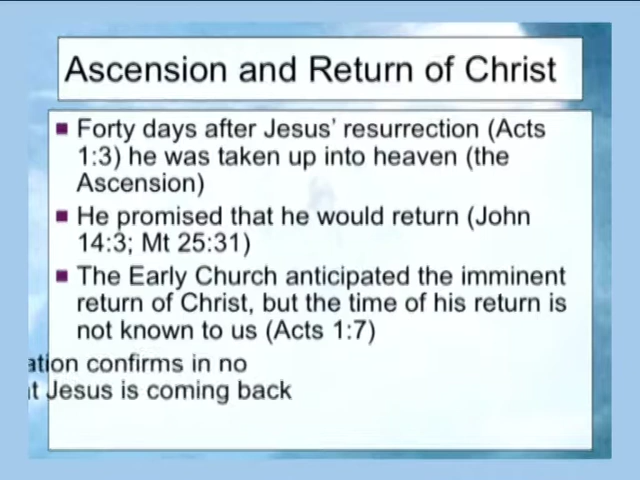 Ascension and Return of Christ
Forty days after Jesus' resurrection (Acts
1:3) he was taken up into heaven (the
Ascension)
He promised that he would return (John
14:3; Mt 25:31)
The Early Church anticipated the imminent
return of Christ, but the time of his return is
not known to us (Acts 1:7)
confirms in no
Jesus is coming back